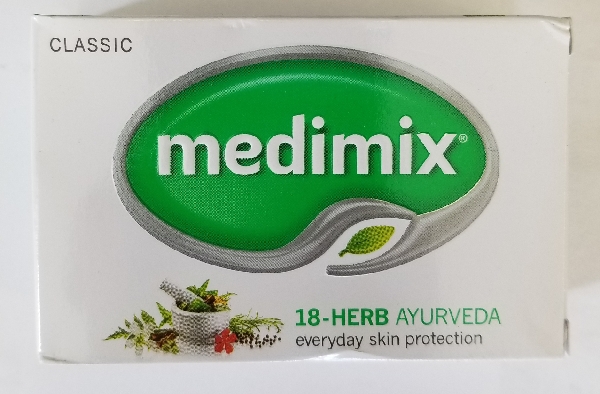 CLASSIC
medimix®
18-HERB AYURVEDA
everyday skin protection